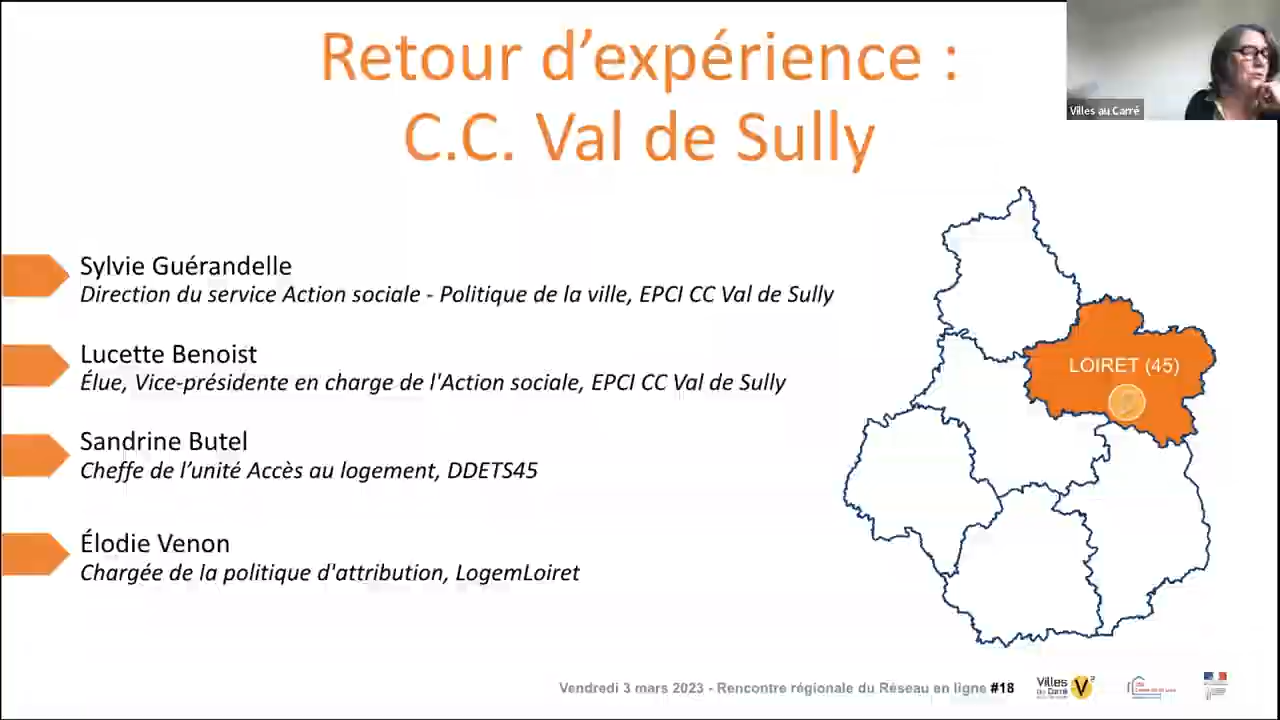 Retour d’expérience :
C.C. Val de Sully
Villes au Carré
Sylvie Guérandelle
Direction du service Action sociale - Politique de la ville, EPCI CC Val de Sully
Lucette Benoist
Élue, Vice-présidente en charge de l'Action sociale, EPCI CC Val de Sully
LOIRET (45)
Sandrine Butel
Cheffe de l’unité Accès au logement, DDETS45
Élodie Venon
Chargée de la politique d'attribution, LogemLoiret
Vendredi 3 mars 2023 - Rencontre régionale du Réseau en ligne #18
Villes
au Carré
V²